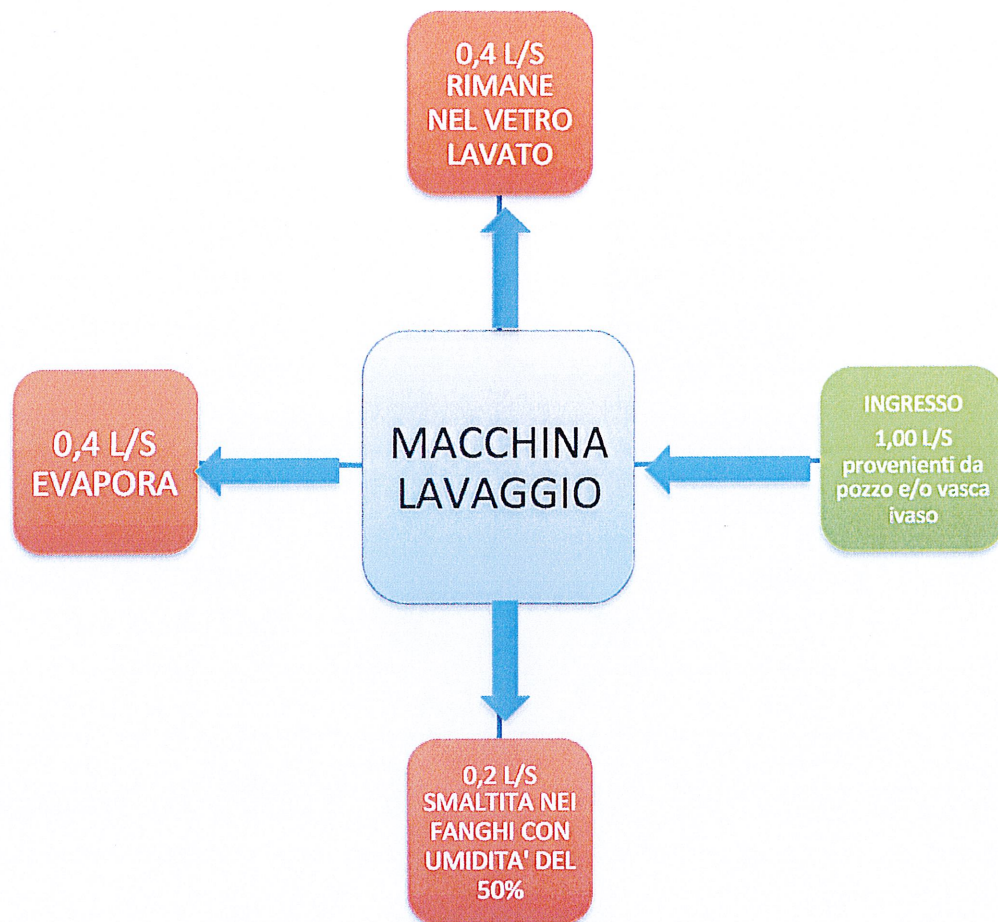 0,4 L/S
RIMANE
NEL VETRO
LAVATO
0,4 L/S
EVAPORA
MACCHINA
LAVAGGIO
INGRESSO
1,00 L/S
provenienti da
pozzo e/o vasca
ivaso
0,2 L/S
SMALTITA NEI
FANGHI CON
UMIDITA' DEL
50%